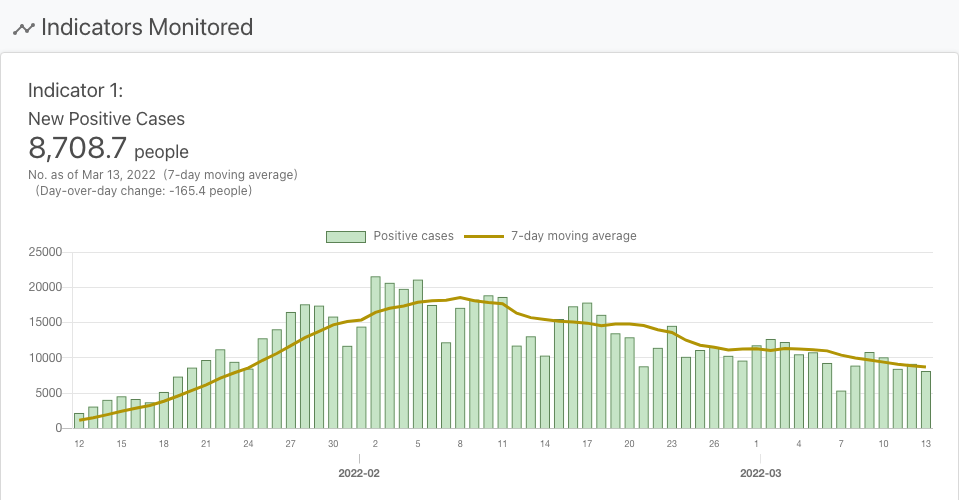 Indicators Monitored
Indicator 1:
New Positive Cases
8,708.7 people
No. as of Mar 13, 2022 (7-day moving average)
(Day-over-day change: -165.4 people)
Positive cases 7-day moving average
25000
20000
15000
10000
5000
0
12 15 18 21 24 27 30 2 5 8 11 14 17 20 23 26 1 4 7 10 13
2022-02 2022-03